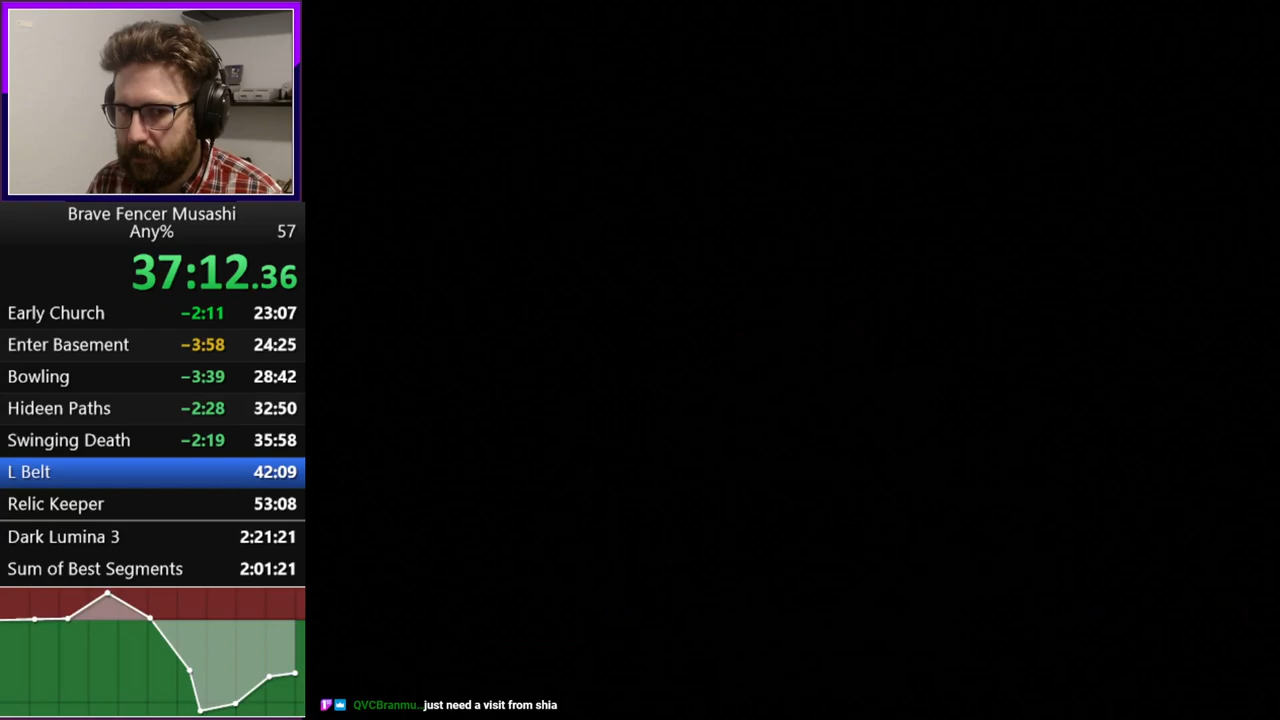 Brave Fencer Musashi
Any% 57
37:12.36
Early Church −2:11 23:07
Enter Basement −3:58 24:25
Bowling −3:39 28:42
Hideen Paths −2:28 32:50
Swinging Death −2:19 35:58
L Belt 42:09
Relic Keeper 53:08
Dark Lumina 3 2:21:21
Sum of Best Segments 2:01:21
QVCBranmu... just need a visit from shia